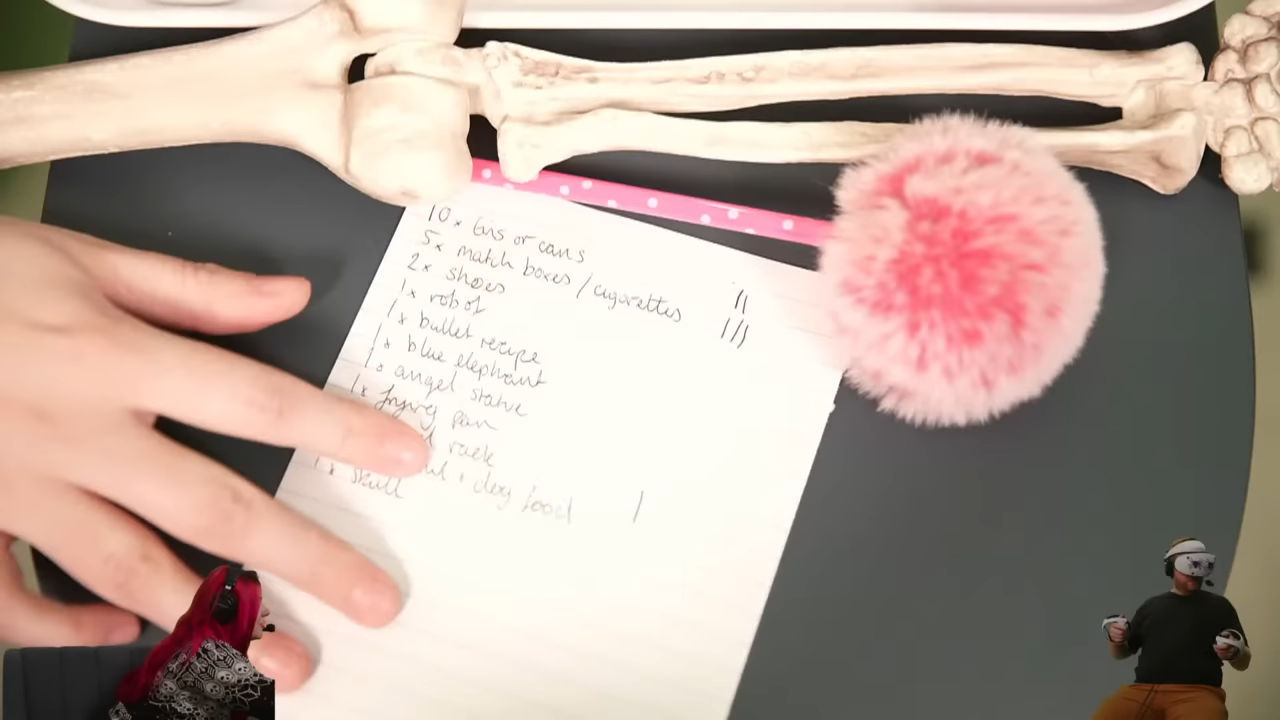 10x tins or cans
5x match boxes / cigarettes ||
2x shoes |||
1x robot
1x bullet recipe
1x blue elephant
1x angel statue
1x frying pan
rack
+ dog food |
1x skull